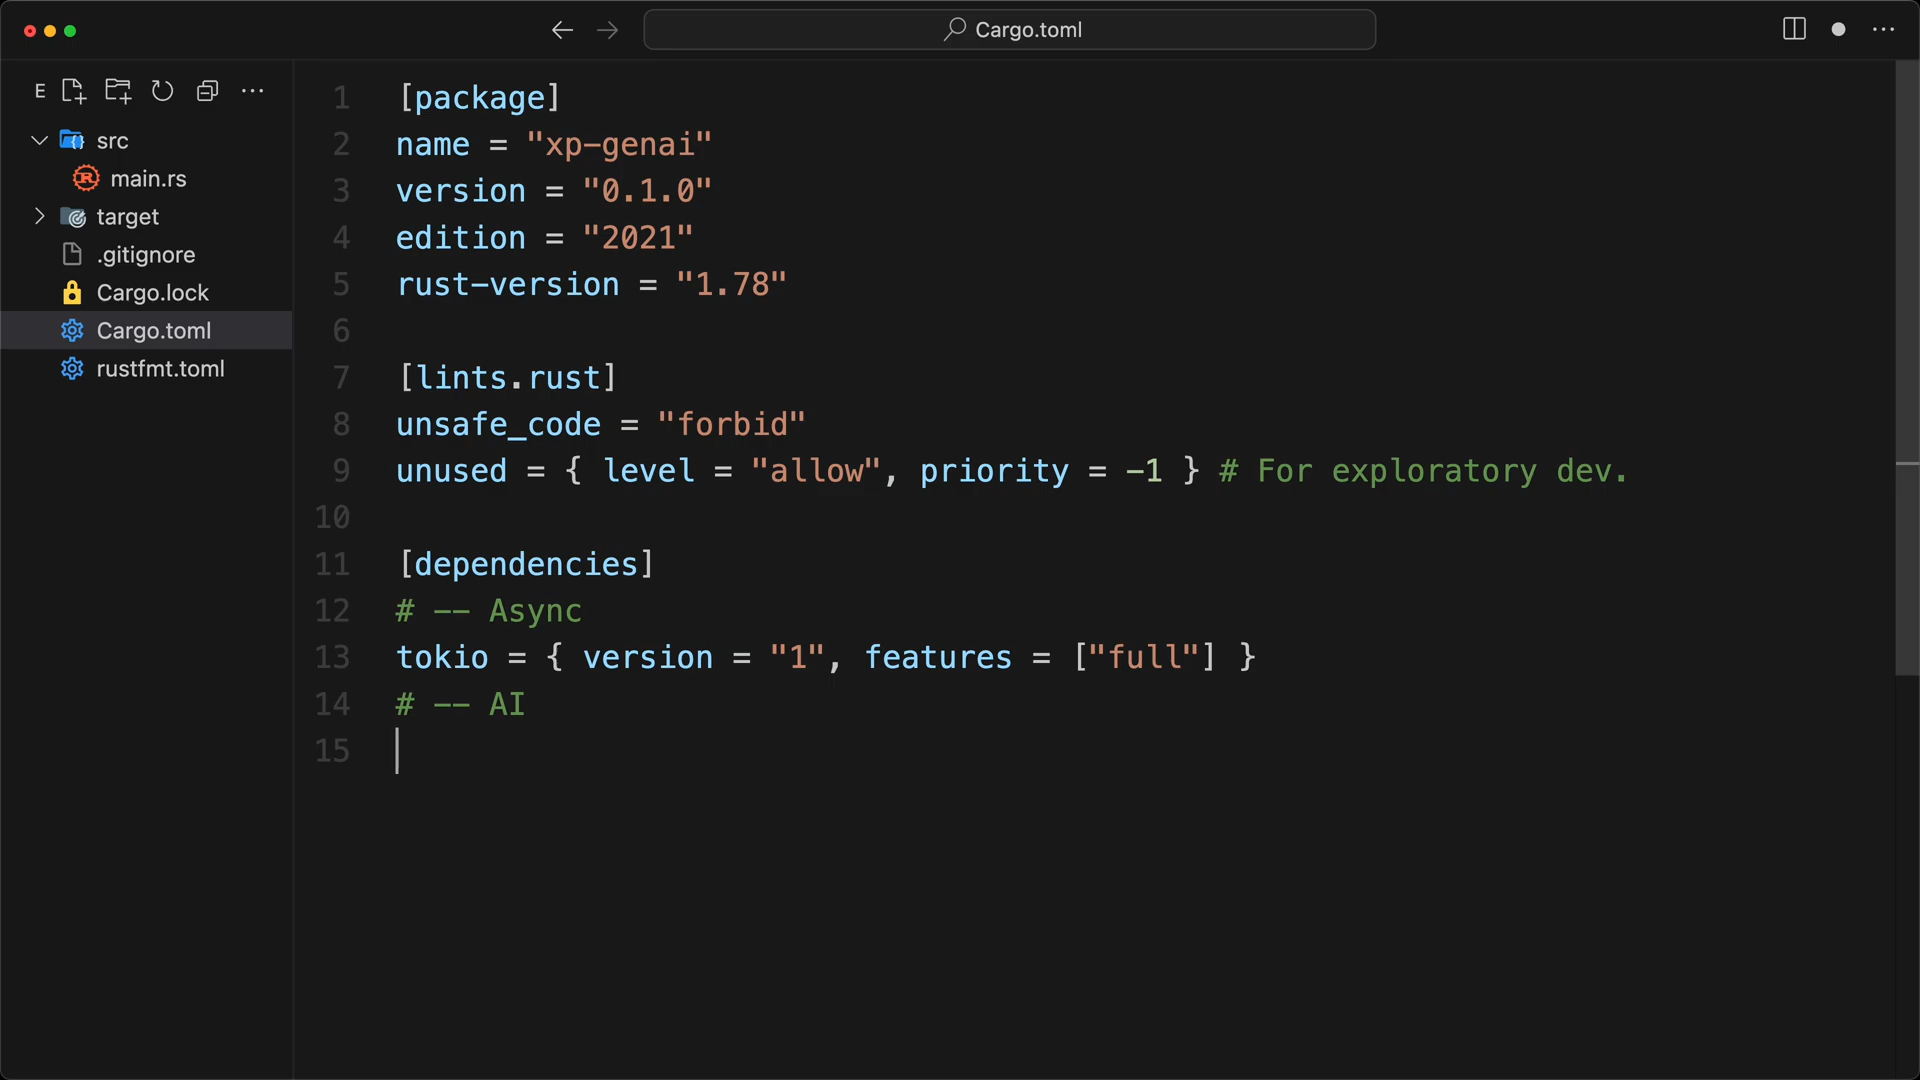 Cargo.toml
E
src
main.rs
target
.gitignore
Cargo.lock
Cargo.toml
rustfmt.toml
1 [package]
2 name = "xp-genai"
3 version = "0.1.0"
4 edition = "2021"
5 rust-version = "1.78"
6
7 [lints.rust]
8 unsafe_code = "forbid"
9 unused = { level = "allow", priority = -1 } # For exploratory dev.
10
11 [dependencies]
12 # -- Async
13 tokio = { version = "1", features = ["full"] }
14 # -- AI
15